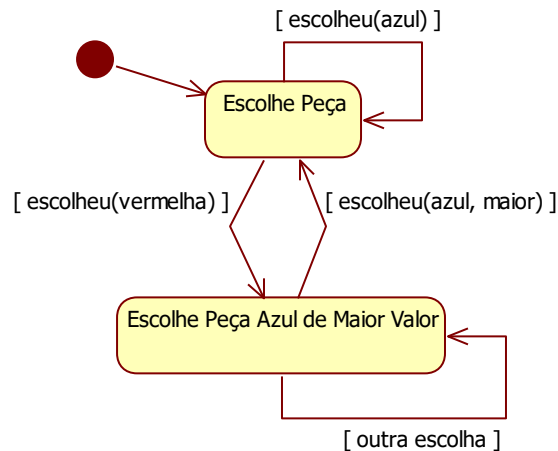 [ escolheu(azul) ]
Escolhe Peça
[ escolheu(vermelha) ]
[ escolheu(azul, maior) ]
Escolhe Peça Azul de Maior Valor
[ outra escolha ]